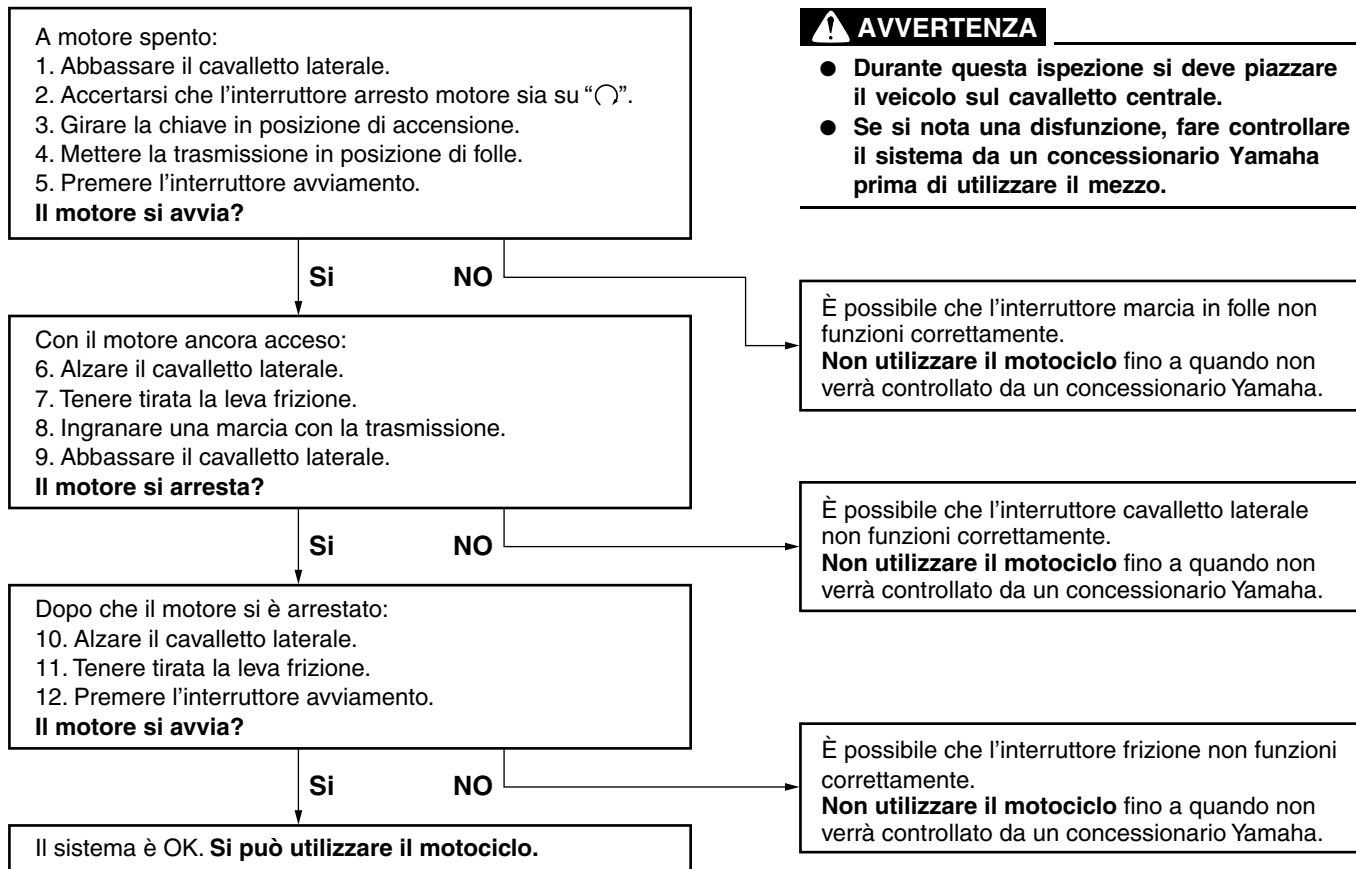 A motore spento:
1. Abbassare il cavalletto laterale.
2. Accertarsi che l'interruttore arresto motore sia su “○”.
3. Girare la chiave in posizione di accensione.
4. Mettere la trasmissione in posizione di folle.
5. Premere l'interruttore avviamento.
Il motore si avvia?
AVVERTENZA
● Durante questa ispezione si deve piazzare
il veicolo sul cavalletto centrale.
● Se si nota una disfunzione, fare controllare
il sistema da un concessionario Yamaha
prima di utilizzare il mezzo.
Si
NO
È possibile che l'interruttore marcia in folle non
funzioni correttamente.
Non utilizzare il motociclo fino a quando non
verrà controllato da un concessionario Yamaha.
Con il motore ancora acceso:
6. Alzare il cavalletto laterale.
7. Tenere tirata la leva frizione.
8. Ingranare una marcia con la trasmissione.
9. Abbassare il cavalletto laterale.
Il motore si arresta?
Si
NO
È possibile che l'interruttore cavalletto laterale
non funzioni correttamente.
Non utilizzare il motociclo fino a quando non
verrà controllato da un concessionario Yamaha.
Dopo che il motore si è arrestato:
10. Alzare il cavalletto laterale.
11. Tenere tirata la leva frizione.
12. Premere l'interruttore avviamento.
Il motore si avvia?
Si
NO
È possibile che l'interruttore frizione non funzioni
correttamente.
Non utilizzare il motociclo fino a quando non
verrà controllato da un concessionario Yamaha.
Il sistema è OK. Si può utilizzare il motociclo.